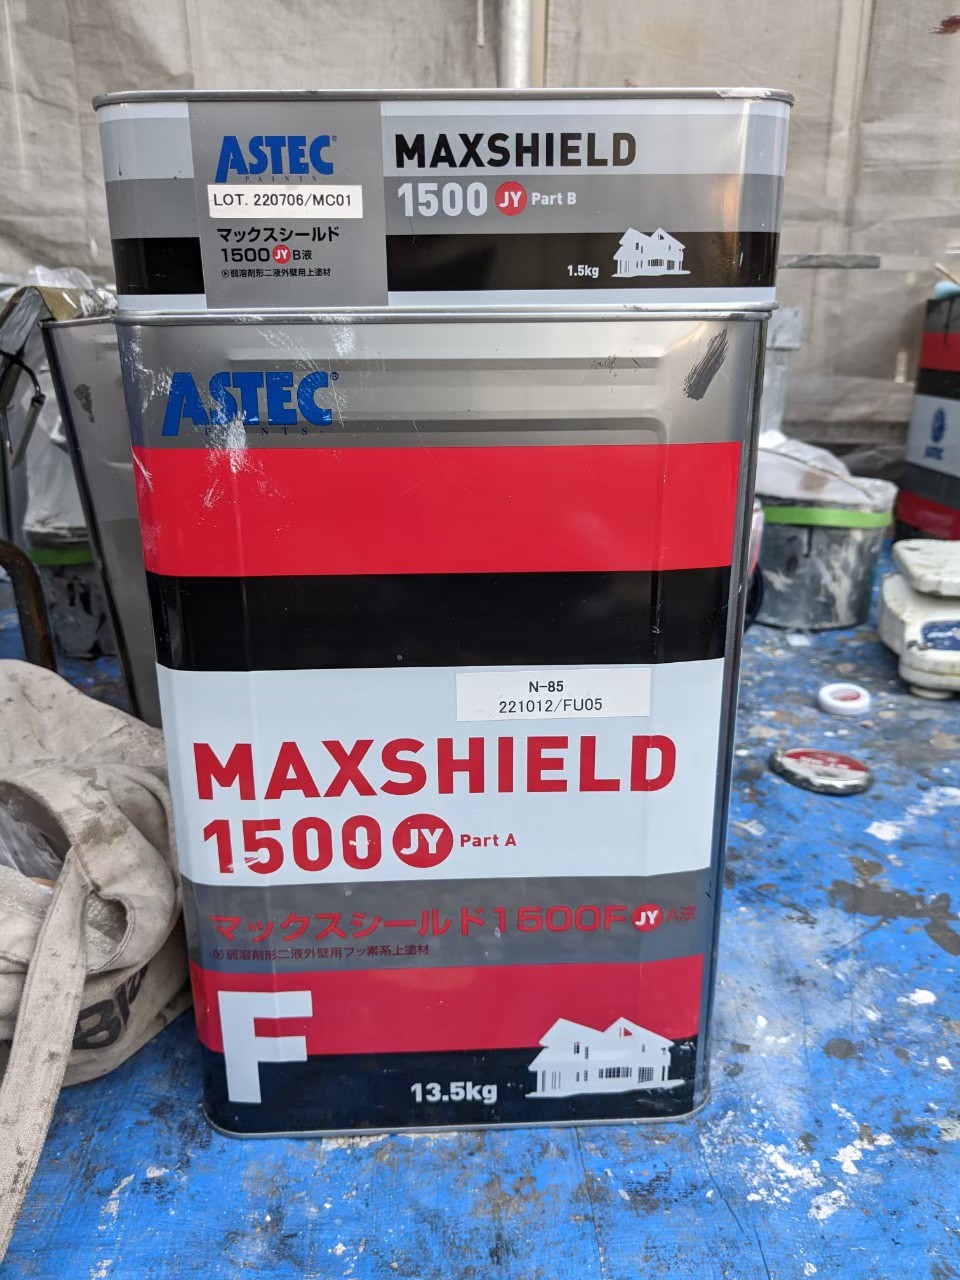 ASTEC
PAINTS
LOT. 220706/MC01
マックスシールド
1500 JY B液
弱溶剤形二液外壁用上塗材
MAXSHIELD
1500 JY Part B
1.5kg
ASTEC
PAINTS
N-85
221012/FU05
MAXSHIELD
1500 JY Part A
マックスシールド1500F JY A液
弱溶剤形二液外壁用フッ素系上塗材
F
13.5kg
ASTEC